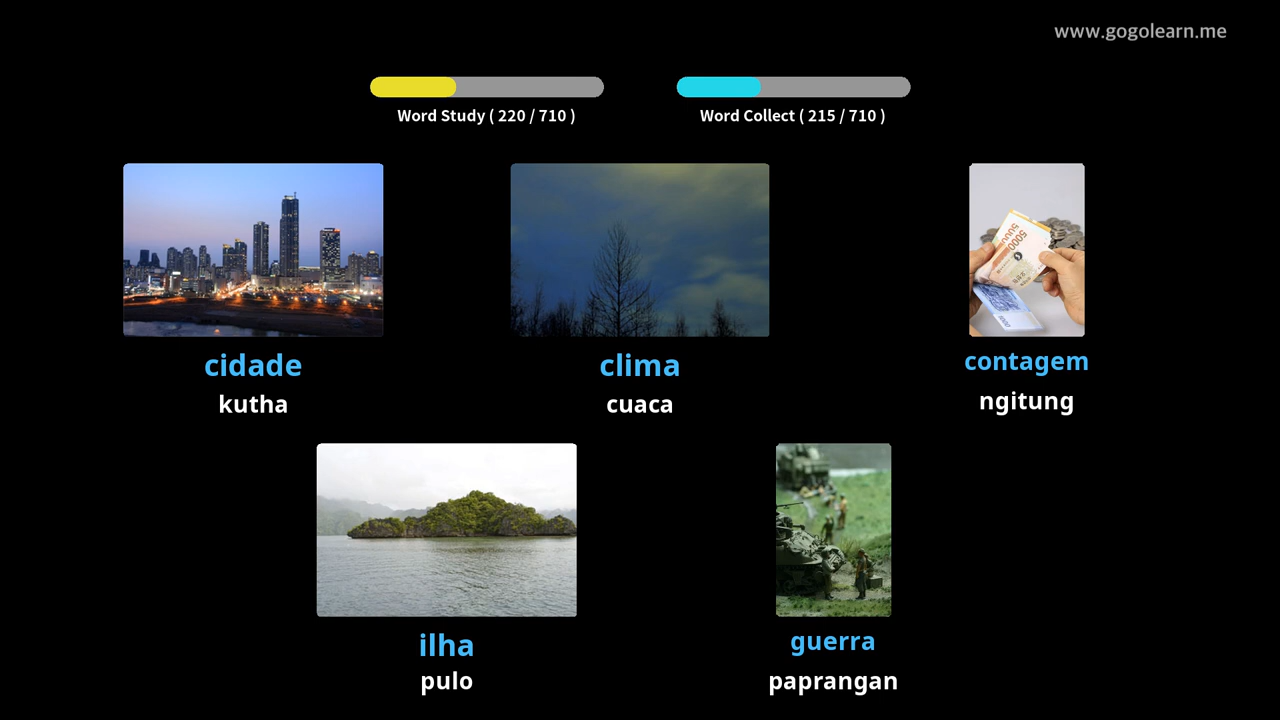 www.gogolearn.me
Word Study ( 220 / 710 )
Word Collect ( 215 / 710 )
cidade
kutha
clima
cuaca
contagem
ngitung
ilha
pulo
guerra
paprangan